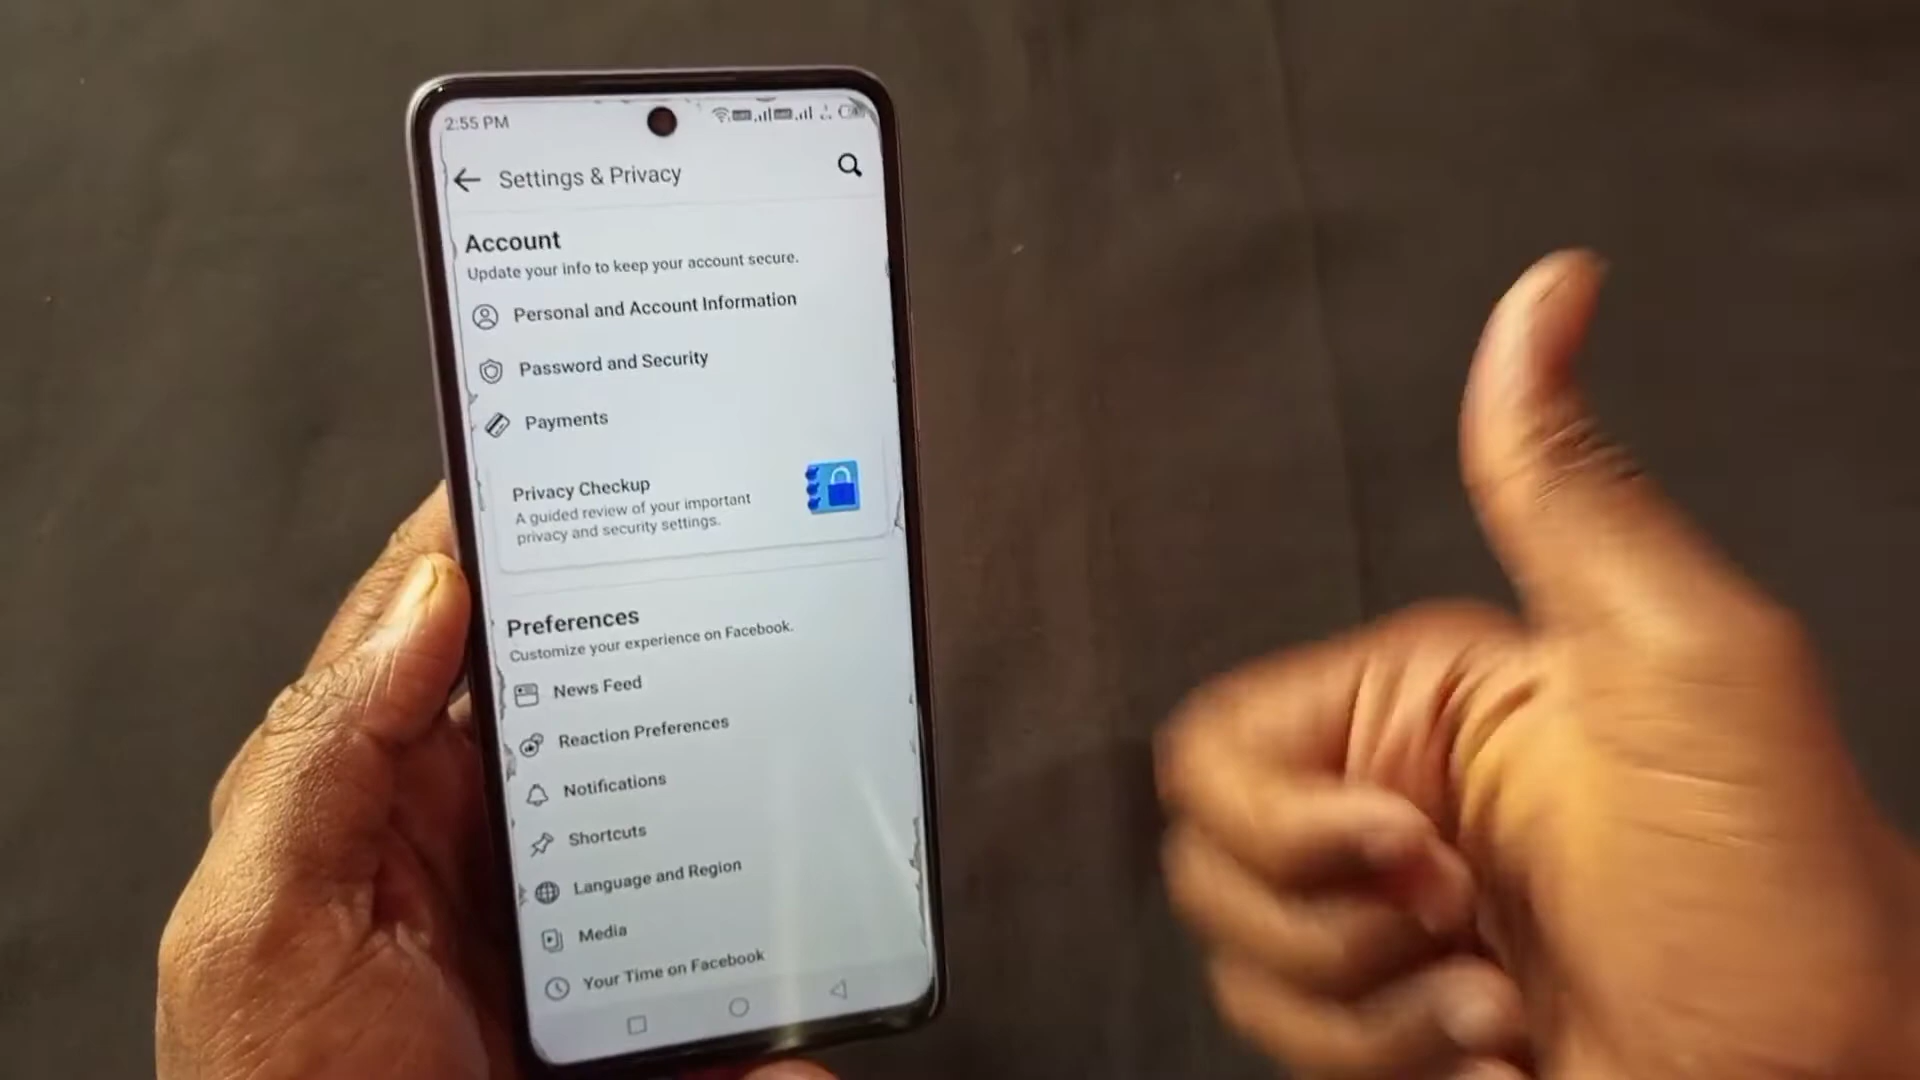 2:55 PM
Settings & Privacy
Account
Update your info to keep your account secure.
Personal and Account Information
Password and Security
Payments
Privacy Checkup
A guided review of your important
privacy and security settings.
Preferences
Customize your experience on Facebook.
News Feed
Reaction Preferences
Notifications
Shortcuts
Language and Region
Media
Your Time on Facebook